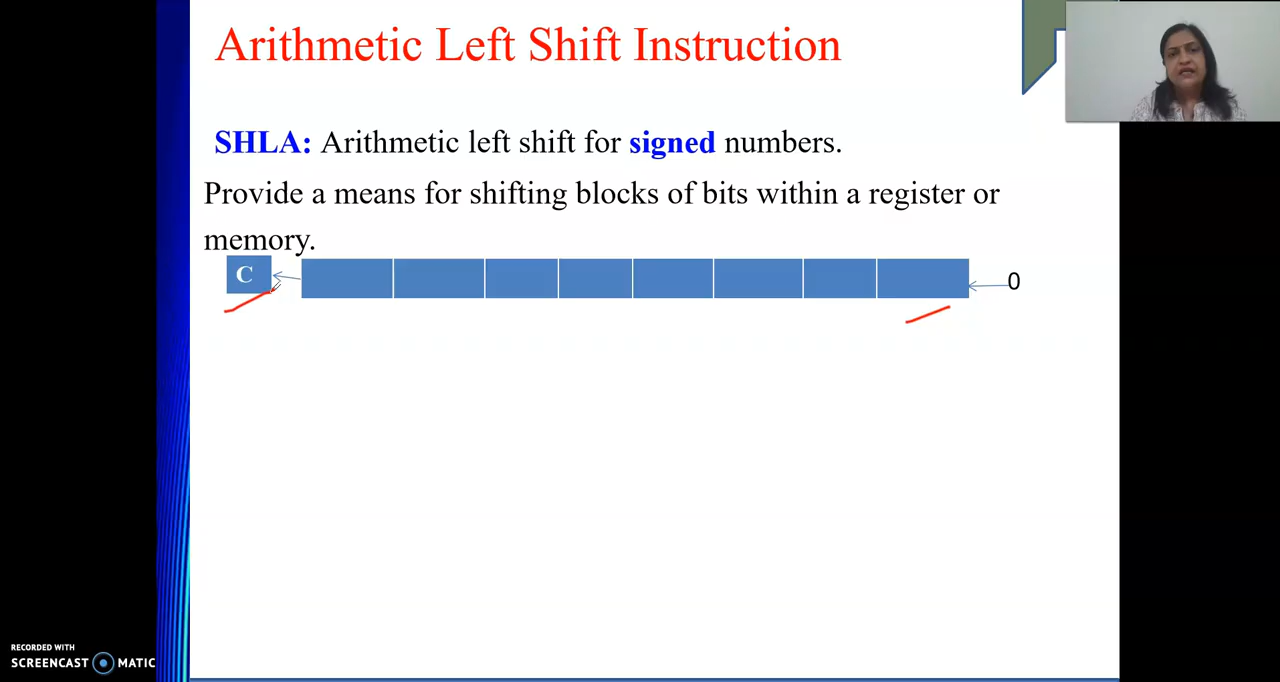 Arithmetic Left Shift Instruction
SHLA: Arithmetic left shift for signed numbers.
Provide a means for shifting blocks of bits within a register or
memory.
C
0
RECORDED WITH
SCREENCAST MATIC